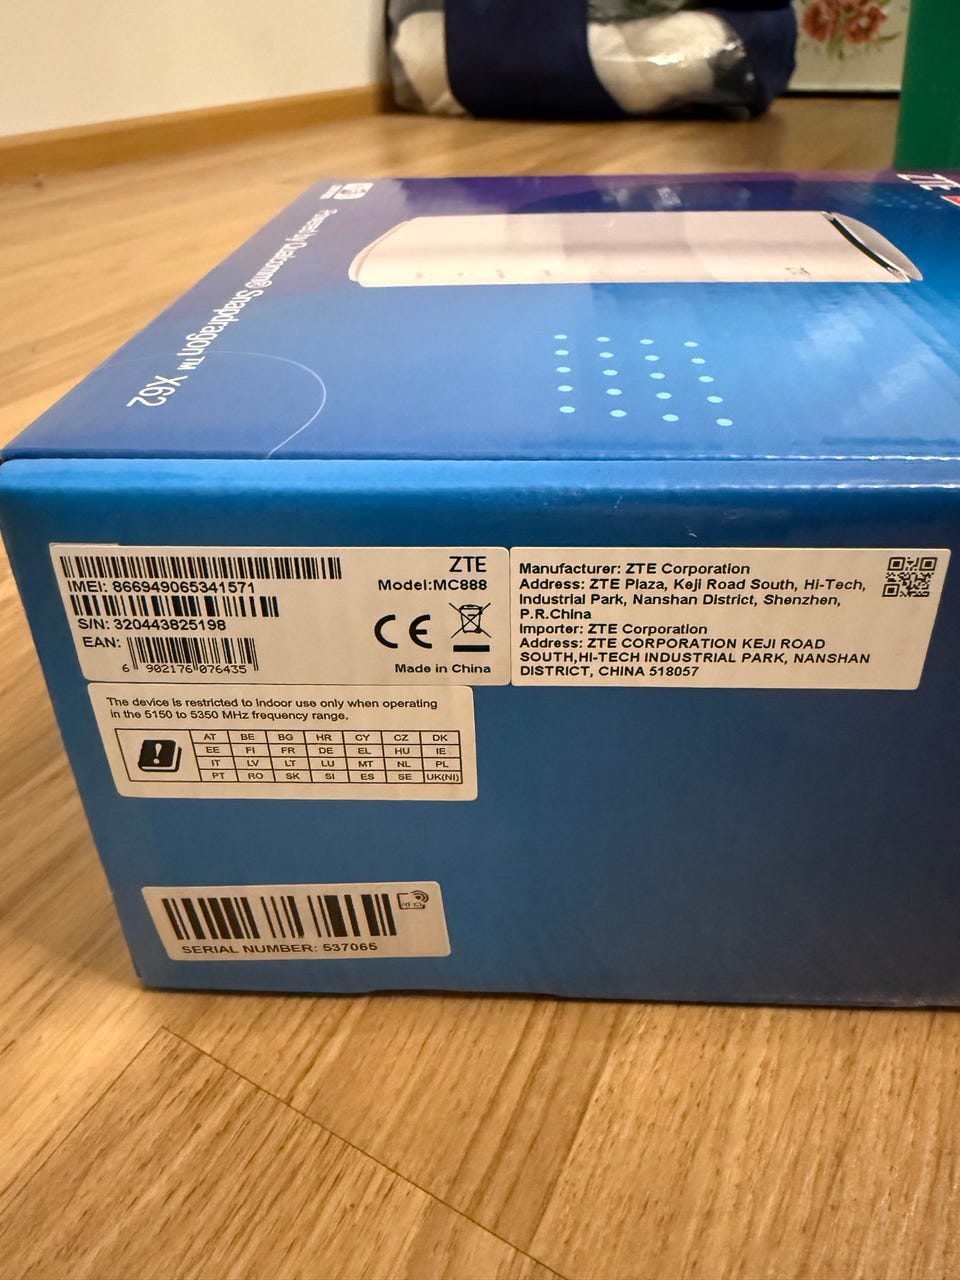 ZTE
Powered by Qualcomm® Snapdragon™ X62
IMEI: 866949065341571
S/N: 320443825198
EAN:
6 902176 076435
ZTE
Model:MC888
CE
Made in China
Manufacturer: ZTE Corporation
Address: ZTE Plaza, Keji Road South, Hi-Tech,
Industrial Park, Nanshan District, Shenzhen,
P.R.China
Importer: ZTE Corporation
Address: ZTE CORPORATION KEJI ROAD
SOUTH,HI-TECH INDUSTRIAL PARK, NANSHAN
DISTRICT, CHINA 518057
The device is restricted to indoor use only when operating
in the 5150 to 5350 MHz frequency range.
AT BE BG HR CY CZ DK
EE FI FR DE EL HU IE
IT LV LT LU MT NL PL
PT RO SK SI ES SE UK(NI)
SERIAL NUMBER: 537065